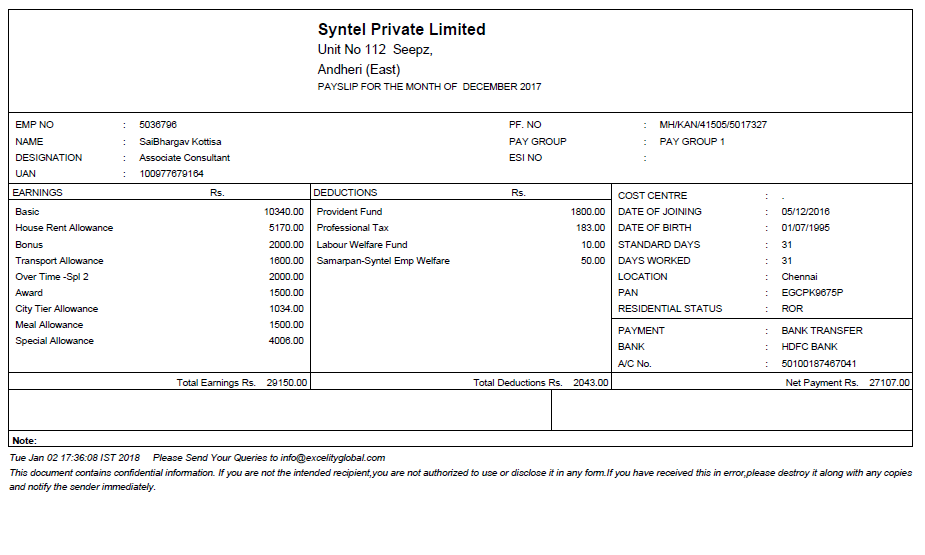 Syntel Private Limited
Unit No 112 Seepz,
Andheri (East)
PAYSLIP FOR THE MONTH OF DECEMBER 2017
EMP NO : 5036796 PF. NO : MH/KAN/41505/5017327
NAME : SaiBhargav Kottisa PAY GROUP : PAY GROUP 1
DESIGNATION : Associate Consultant ESI NO :
UAN : 100977679164
EARNINGS Rs. DEDUCTIONS Rs. COST CENTRE : .
Basic 10340.00 Provident Fund 1800.00 DATE OF JOINING : 05/12/2016
House Rent Allowance 5170.00 Professional Tax 183.00 DATE OF BIRTH : 01/07/1995
Bonus 2000.00 Labour Welfare Fund 10.00 STANDARD DAYS : 31
Transport Allowance 1600.00 Samarpan-Syntel Emp Welfare 50.00 DAYS WORKED : 31
Over Time -Spl 2 2000.00 LOCATION : Chennai
Award 1500.00 PAN : EGCPK9675P
City Tier Allowance 1034.00 RESIDENTIAL STATUS : ROR
Meal Allowance 1500.00 PAYMENT : BANK TRANSFER
Special Allowance 4006.00 BANK : HDFC BANK
A/C No. : 50100187467041
Total Earnings Rs. 29150.00 Total Deductions Rs. 2043.00 Net Payment Rs. 27107.00
Note:
Tue Jan 02 17:36:08 IST 2018 Please Send Your Queries to info@excelityglobal.com
This document contains confidential information. If you are not the intended recipient,you are not authorized to use or disclose it in any form.If you have received this in error,please destroy it along with any copies
and notify the sender immediately.